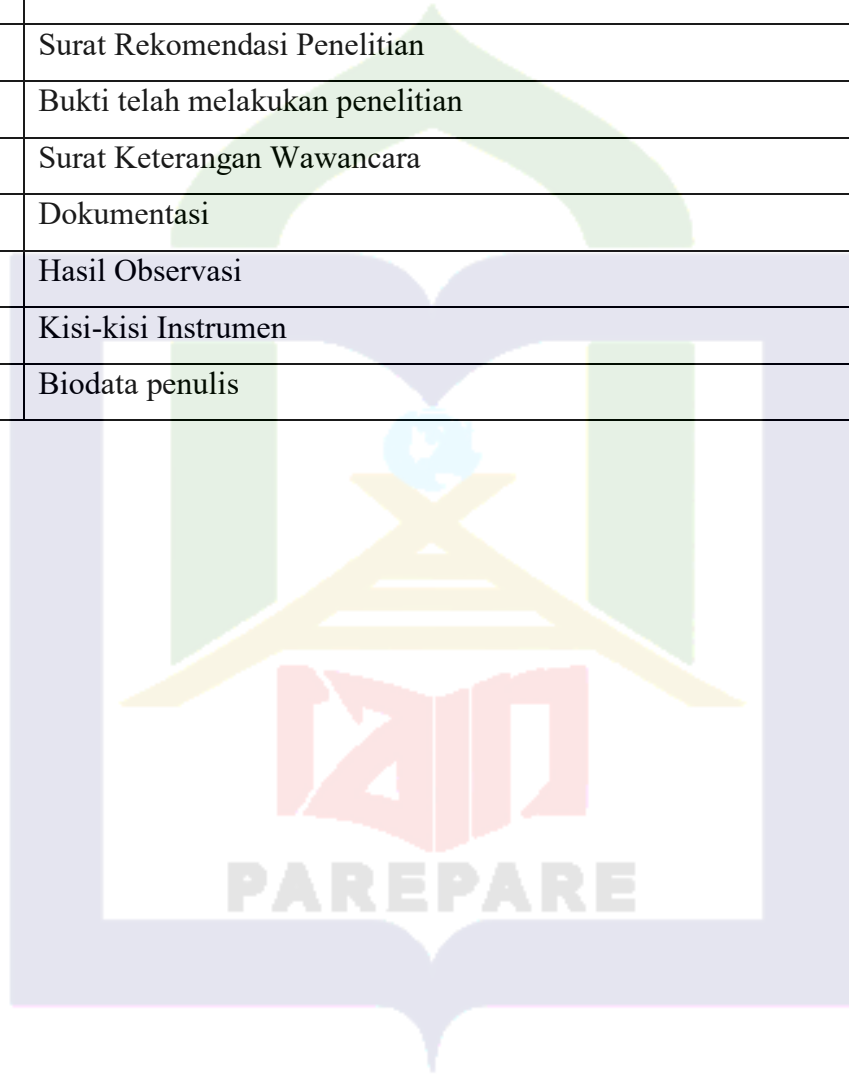 Surat Rekomendasi Penelitian
Bukti telah melakukan penelitian
Surat Keterangan Wawancara
Dokumentasi
Hasil Observasi
Kisi-kisi Instrumen
Biodata penulis
iain
PAREPARE